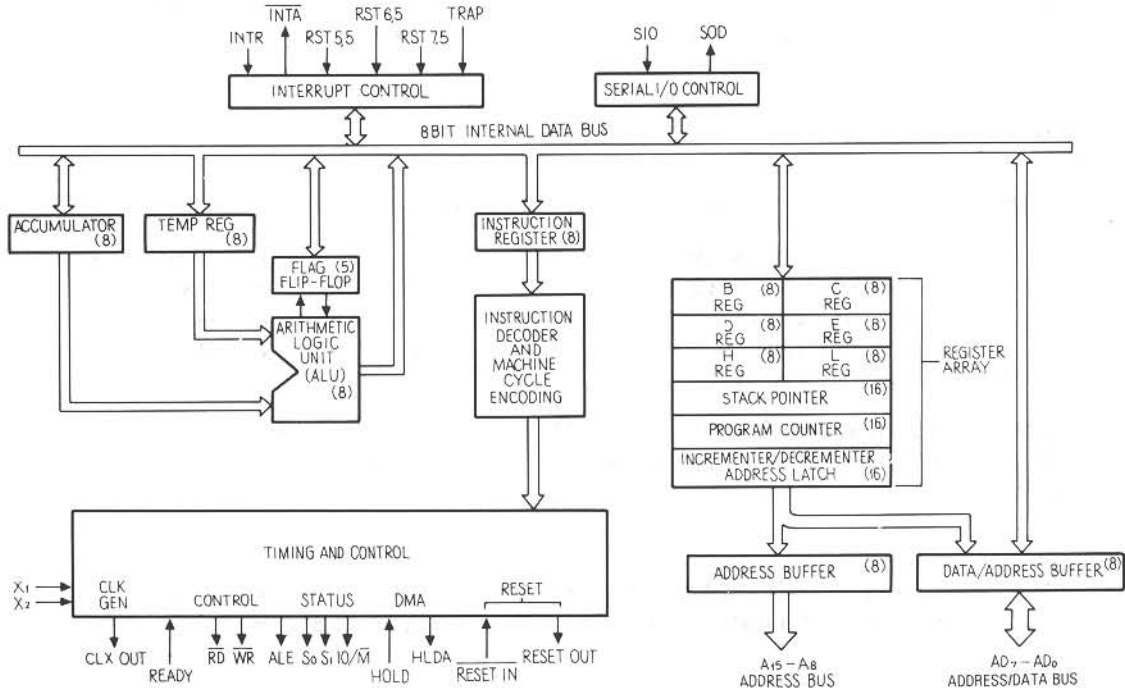 INTR
INTA
RST 5,5
RST 6,5
RST 7,5
TRAP
INTERRUPT CONTROL
SIO
SOD
SERIAL I/O CONTROL
8BIT INTERNAL DATA BUS
ACCUMULATOR
(8)
TEMP REG
(8)
FLAG (5)
FLIP-FLOP
ARITHMETIC
LOGIC
UNIT
(ALU)
(8)
INSTRUCTION
REGISTER (8)
INSTRUCTION
DECODER
AND
MACHINE
CYCLE
ENCODING
B (8)
REG
C (8)
REG
D (8)
REG
E (8)
REG
H (8)
REG
L (8)
REG
STACK POINTER (16)
PROGRAM COUNTER (16)
INCREMENTER/DECREMENTER
ADDRESS LATCH (16)
REGISTER
ARRAY
TIMING AND CONTROL
X₁
X₂
CLK
GEN
CONTROL
STATUS
DMA
RESET
CLX OUT
READY
RD
WR
ALE
S₀
S₁
IO/M
HOLD
HLDA
RESET IN
RESET OUT
ADDRESS BUFFER (8)
DATA/ADDRESS BUFFER (8)
A₁₅-A₈
ADDRESS BUS
AD₇-AD₀
ADDRESS/DATA BUS